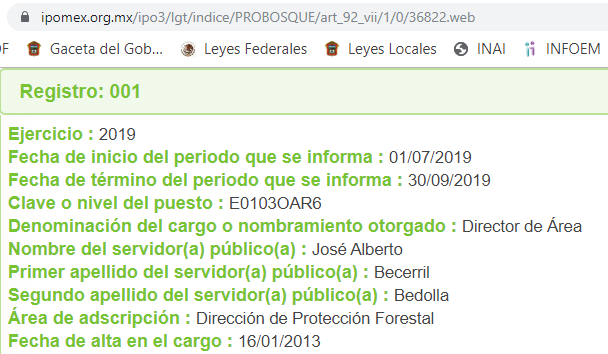 ipomex.org.mx/ipo3/lgt/indice/PROBOSQUE/art_92_vii/1/0/36822.web
OF Gaceta del Gob... Leyes Federales Leyes Locales INAI INFOEM
Registro: 001
Ejercicio : 2019
Fecha de inicio del periodo que se informa : 01/07/2019
Fecha de término del periodo que se informa : 30/09/2019
Clave o nivel del puesto : E0103OAR6
Denominación del cargo o nombramiento otorgado : Director de Área
Nombre del servidor(a) público(a) : José Alberto
Primer apellido del servidor(a) público(a) : Becerril
Segundo apellido del servidor(a) público(a) : Bedolla
Área de adscripción : Dirección de Protección Forestal
Fecha de alta en el cargo : 16/01/2013